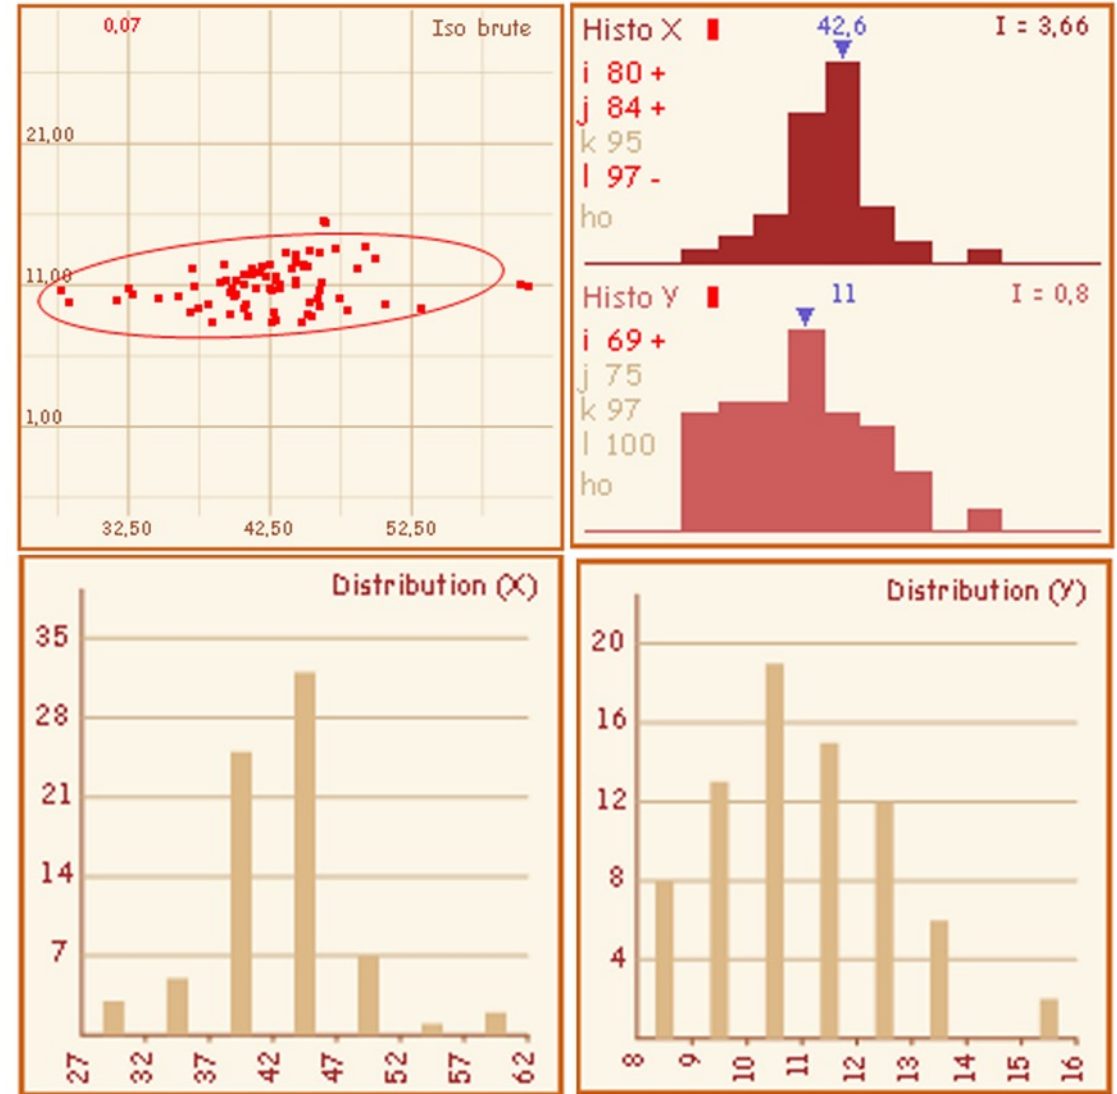 0,07
Iso brute
21,00
11,00
1,00
32,50 42,50 52,50
Histo X
42,6
I = 3,66
i 80 +
j 84 +
k 95
l 97 -
ho
Histo Y
11
I = 0,8
i 69 +
j 75
k 97
l 100
ho
Distribution (X)
35
28
21
14
7
27 32 37 42 47 52 57 62
Distribution (Y)
20
16
12
8
4
8 9 10 11 12 13 14 15 16